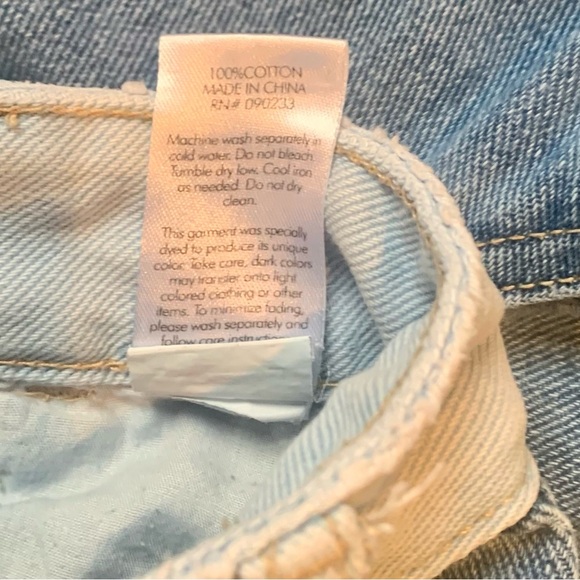 100%COTTON
MADE IN CHINA
RN# 090233
Machine wash separately in
cold water. Do not bleach.
Tumble dry low. Cool iron
as needed. Do not dry
clean.
This garment was specially
dyed to produce its unique
color. Take care, dark colors
may transfer onto light
colored clothing or other
items. To minimize fading,
please wash separately and
follow care